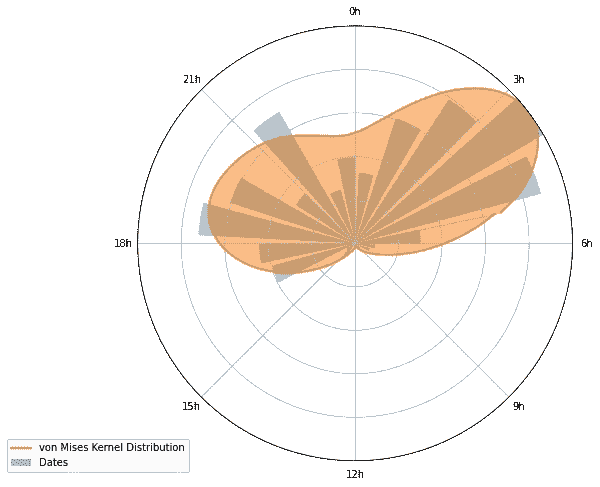 0h
21h
3h
18h
6h
15h
9h
12h
von Mises Kernel Distribution
Dates